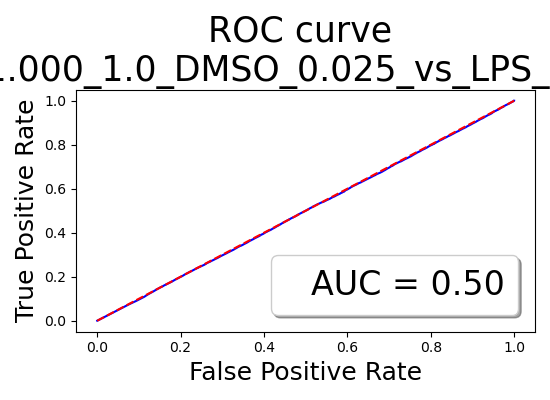 ROC curve
1.000_1.0_DMSO_0.025_vs_LPS_
True Positive Rate
1.0
0.8
0.6
0.4
0.2
0.0
AUC = 0.50
0.0 0.2 0.4 0.6 0.8 1.0
False Positive Rate